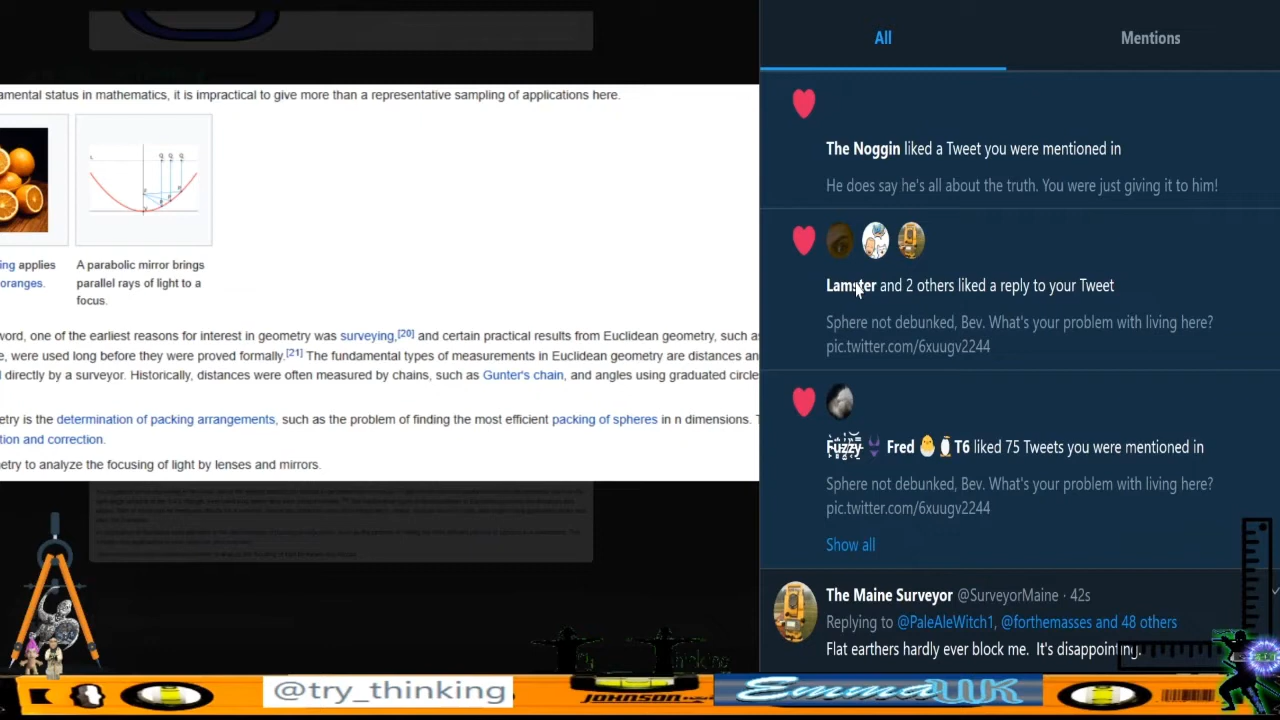 amental status in mathematics, it is impractical to give more than a representative sampling of applications here.
ing applies
oranges.
A parabolic mirror brings
parallel rays of light to a
focus.
word, one of the earliest reasons for interest in geometry was surveying,[20] and certain practical results from Euclidean geometry, such as
e, were used long before they were proved formally.[21] The fundamental types of measurements in Euclidean geometry are distances an
directly by a surveyor. Historically, distances were often measured by chains, such as Gunter's chain, and angles using graduated circle
etry is the determination of packing arrangements, such as the problem of finding the most efficient packing of spheres in n dimensions. T
tion and correction.
etry to analyze the focusing of light by lenses and mirrors.
All
Mentions
The Noggin liked a Tweet you were mentioned in
He does say he's all about the truth. You were just giving it to him!
Lamster and 2 others liked a reply to your Tweet
Sphere not debunked, Bev. What's your problem with living here?
pic.twitter.com/6xuugv2244
Fuzzy Fred T6 liked 75 Tweets you were mentioned in
Sphere not debunked, Bev. What's your problem with living here?
pic.twitter.com/6xuugv2244
Show all
The Maine Surveyor @SurveyorMaine · 42s
Replying to @PaleAleWitch1, @forthemasses and 48 others
Flat earthers hardly ever block me. It's disappointing.
Thinking
@try_thinking
JOHNSON
EmmaUK